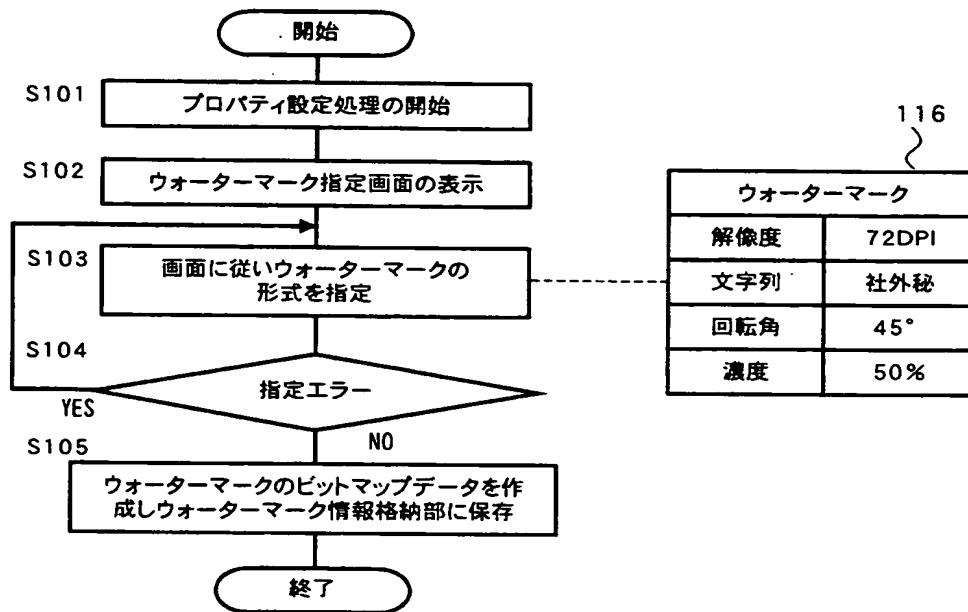 開始
S101
プロパティ設定処理の開始
S102
ウォーターマーク指定画面の表示
S103
画面に従いウォーターマークの
形式を指定
S104
指定エラー
YES
NO
S105
ウォーターマークのビットマップデータを作
成しウォーターマーク情報格納部に保存
終了
116
ウォーターマーク
解像度 72DPI
文字列 社外秘
回転角 45°
濃度 50%